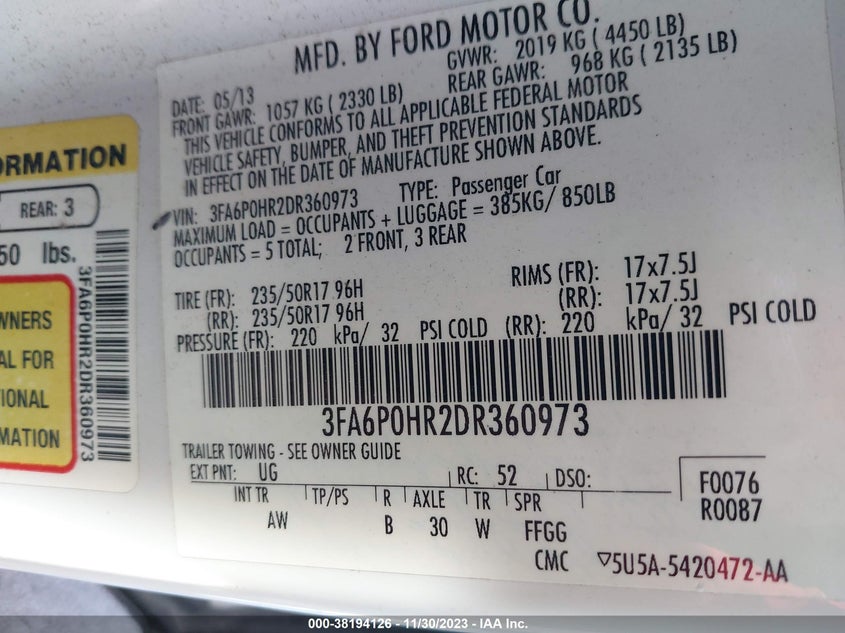 MFD. BY FORD MOTOR CO.
DATE: 05/13 GVWR: 2019 KG ( 4450 LB)
FRONT GAWR: 1057 KG ( 2330 LB) REAR GAWR: 968 KG ( 2135 LB)
THIS VEHICLE CONFORMS TO ALL APPLICABLE FEDERAL MOTOR
VEHICLE SAFETY, BUMPER, AND THEFT PREVENTION STANDARDS
IN EFFECT ON THE DATE OF MANUFACTURE SHOWN ABOVE.
VIN: 3FA6P0HR2DR360973 TYPE: Passenger Car
MAXIMUM LOAD = OCCUPANTS + LUGGAGE = 385KG/ 850LB
OCCUPANTS = 5 TOTAL; 2 FRONT, 3 REAR
TIRE (FR): 235/50R17 96H RIMS (FR): 17x7.5J
(RR): 235/50R17 96H (RR): 17x7.5J
PRESSURE (FR): 220 kPa/ 32 PSI COLD (RR): 220 kPa/ 32 PSI COLD
3FA6P0HR2DR360973
TRAILER TOWING - SEE OWNER GUIDE
EXT PNT: UG RC: 52 DSO:
INT TR TP/PS R AXLE TR SPR
AW B 30 W FFGG
F0076
R0087
CMC ▽5U5A-5420472-AA
ORMATION
REAR: 3
50 lbs.
WNERS
AL FOR
TIONAL
MATION
3FA6P0HR2DR360973
000-38194126 - 11/30/2023 - IAA Inc.